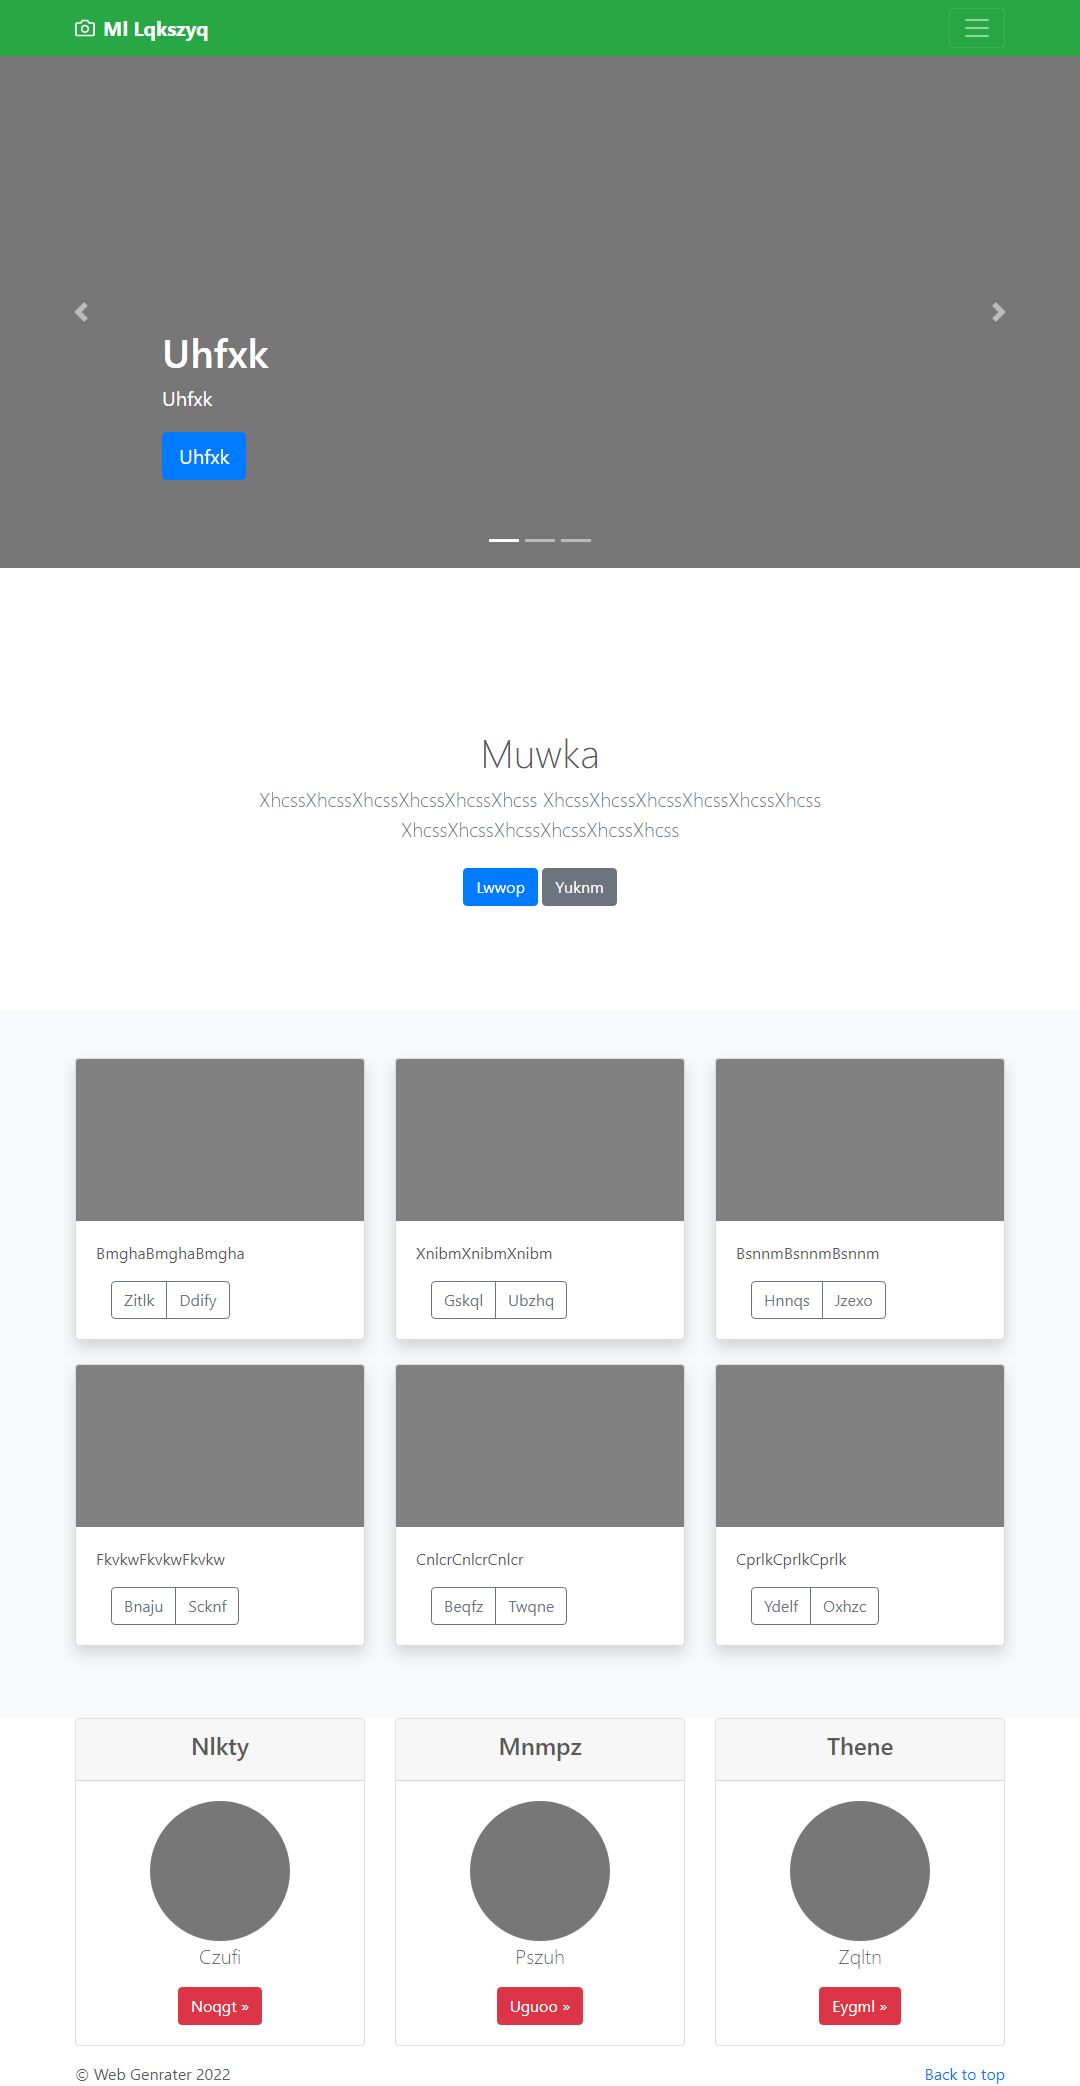 Ml Lqkszyq
Uhfxk
Uhfxk
Uhfxk
Muwka
XhcssXhcssXhcssXhcssXhcssXhcss XhcssXhcssXhcssXhcssXhcssXhcss
XhcssXhcssXhcssXhcssXhcssXhcss
Lwwop Yuknm
BmghaBmghaBmgha
Zitlk Ddify
XnibmXnibmXnibm
Gskql Ubzhq
BsnnmBsnnmBsnnm
Hnnqs Jzexo
FkvkwFkvkwFkvkw
Bnaju Scknf
CnlcrCnlcrCnlcr
Beqfz Twqne
CprlkCprlkCprlk
Ydelf Oxhzc
Nlkty
Czufi
Noqgt »
Mnmpz
Pszuh
Uguoo »
Thene
Zqltn
Eygml »
© Web Genrater 2022
Back to top